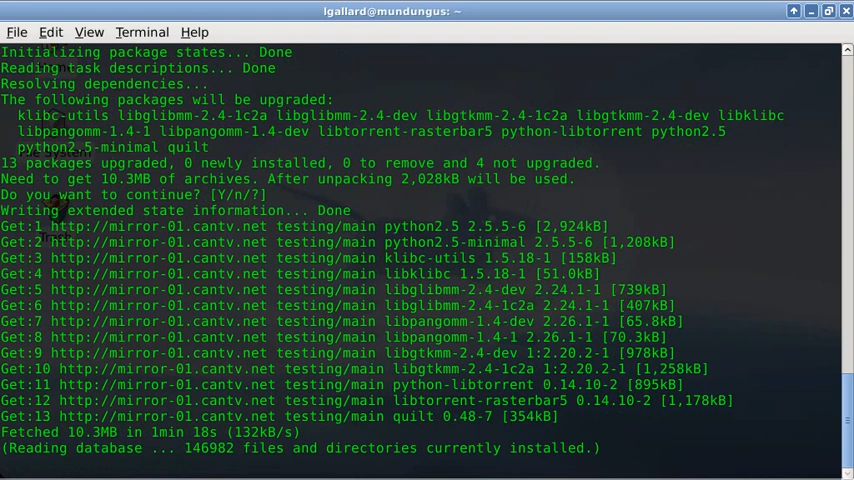 lgallard@mundungus: ~
File Edit View Terminal Help
Initializing package states... Done
Reading task descriptions... Done
Resolving dependencies...
The following packages will be upgraded:
klibc-utils libglibmm-2.4-1c2a libglibmm-2.4-dev libgtkmm-2.4-1c2a libgtkmm-2.4-dev libklibc
libpangomm-1.4-1 libpangomm-1.4-dev libtorrent-rasterbar5 python-libtorrent python2.5
python2.5-minimal quilt
13 packages upgraded, 0 newly installed, 0 to remove and 4 not upgraded.
Need to get 10.3MB of archives. After unpacking 2,028kB will be used.
Do you want to continue? [Y/n/?]
Writing extended state information... Done
Get:1 http://mirror-01.cantv.net testing/main python2.5 2.5.5-6 [2,924kB]
Get:2 http://mirror-01.cantv.net testing/main python2.5-minimal 2.5.5-6 [1,208kB]
Get:3 http://mirror-01.cantv.net testing/main klibc-utils 1.5.18-1 [158kB]
Get:4 http://mirror-01.cantv.net testing/main libklibc 1.5.18-1 [51.0kB]
Get:5 http://mirror-01.cantv.net testing/main libglibmm-2.4-dev 2.24.1-1 [739kB]
Get:6 http://mirror-01.cantv.net testing/main libglibmm-2.4-1c2a 2.24.1-1 [407kB]
Get:7 http://mirror-01.cantv.net testing/main libpangomm-1.4-dev 2.26.1-1 [65.8kB]
Get:8 http://mirror-01.cantv.net testing/main libpangomm-1.4-1 2.26.1-1 [70.3kB]
Get:9 http://mirror-01.cantv.net testing/main libgtkmm-2.4-dev 1:2.20.2-1 [978kB]
Get:10 http://mirror-01.cantv.net testing/main libgtkmm-2.4-1c2a 1:2.20.2-1 [1,258kB]
Get:11 http://mirror-01.cantv.net testing/main python-libtorrent 0.14.10-2 [895kB]
Get:12 http://mirror-01.cantv.net testing/main libtorrent-rasterbar5 0.14.10-2 [1,178kB]
Get:13 http://mirror-01.cantv.net testing/main quilt 0.48-7 [354kB]
Fetched 10.3MB in 1min 18s (132kB/s)
(Reading database ... 146982 files and directories currently installed.)